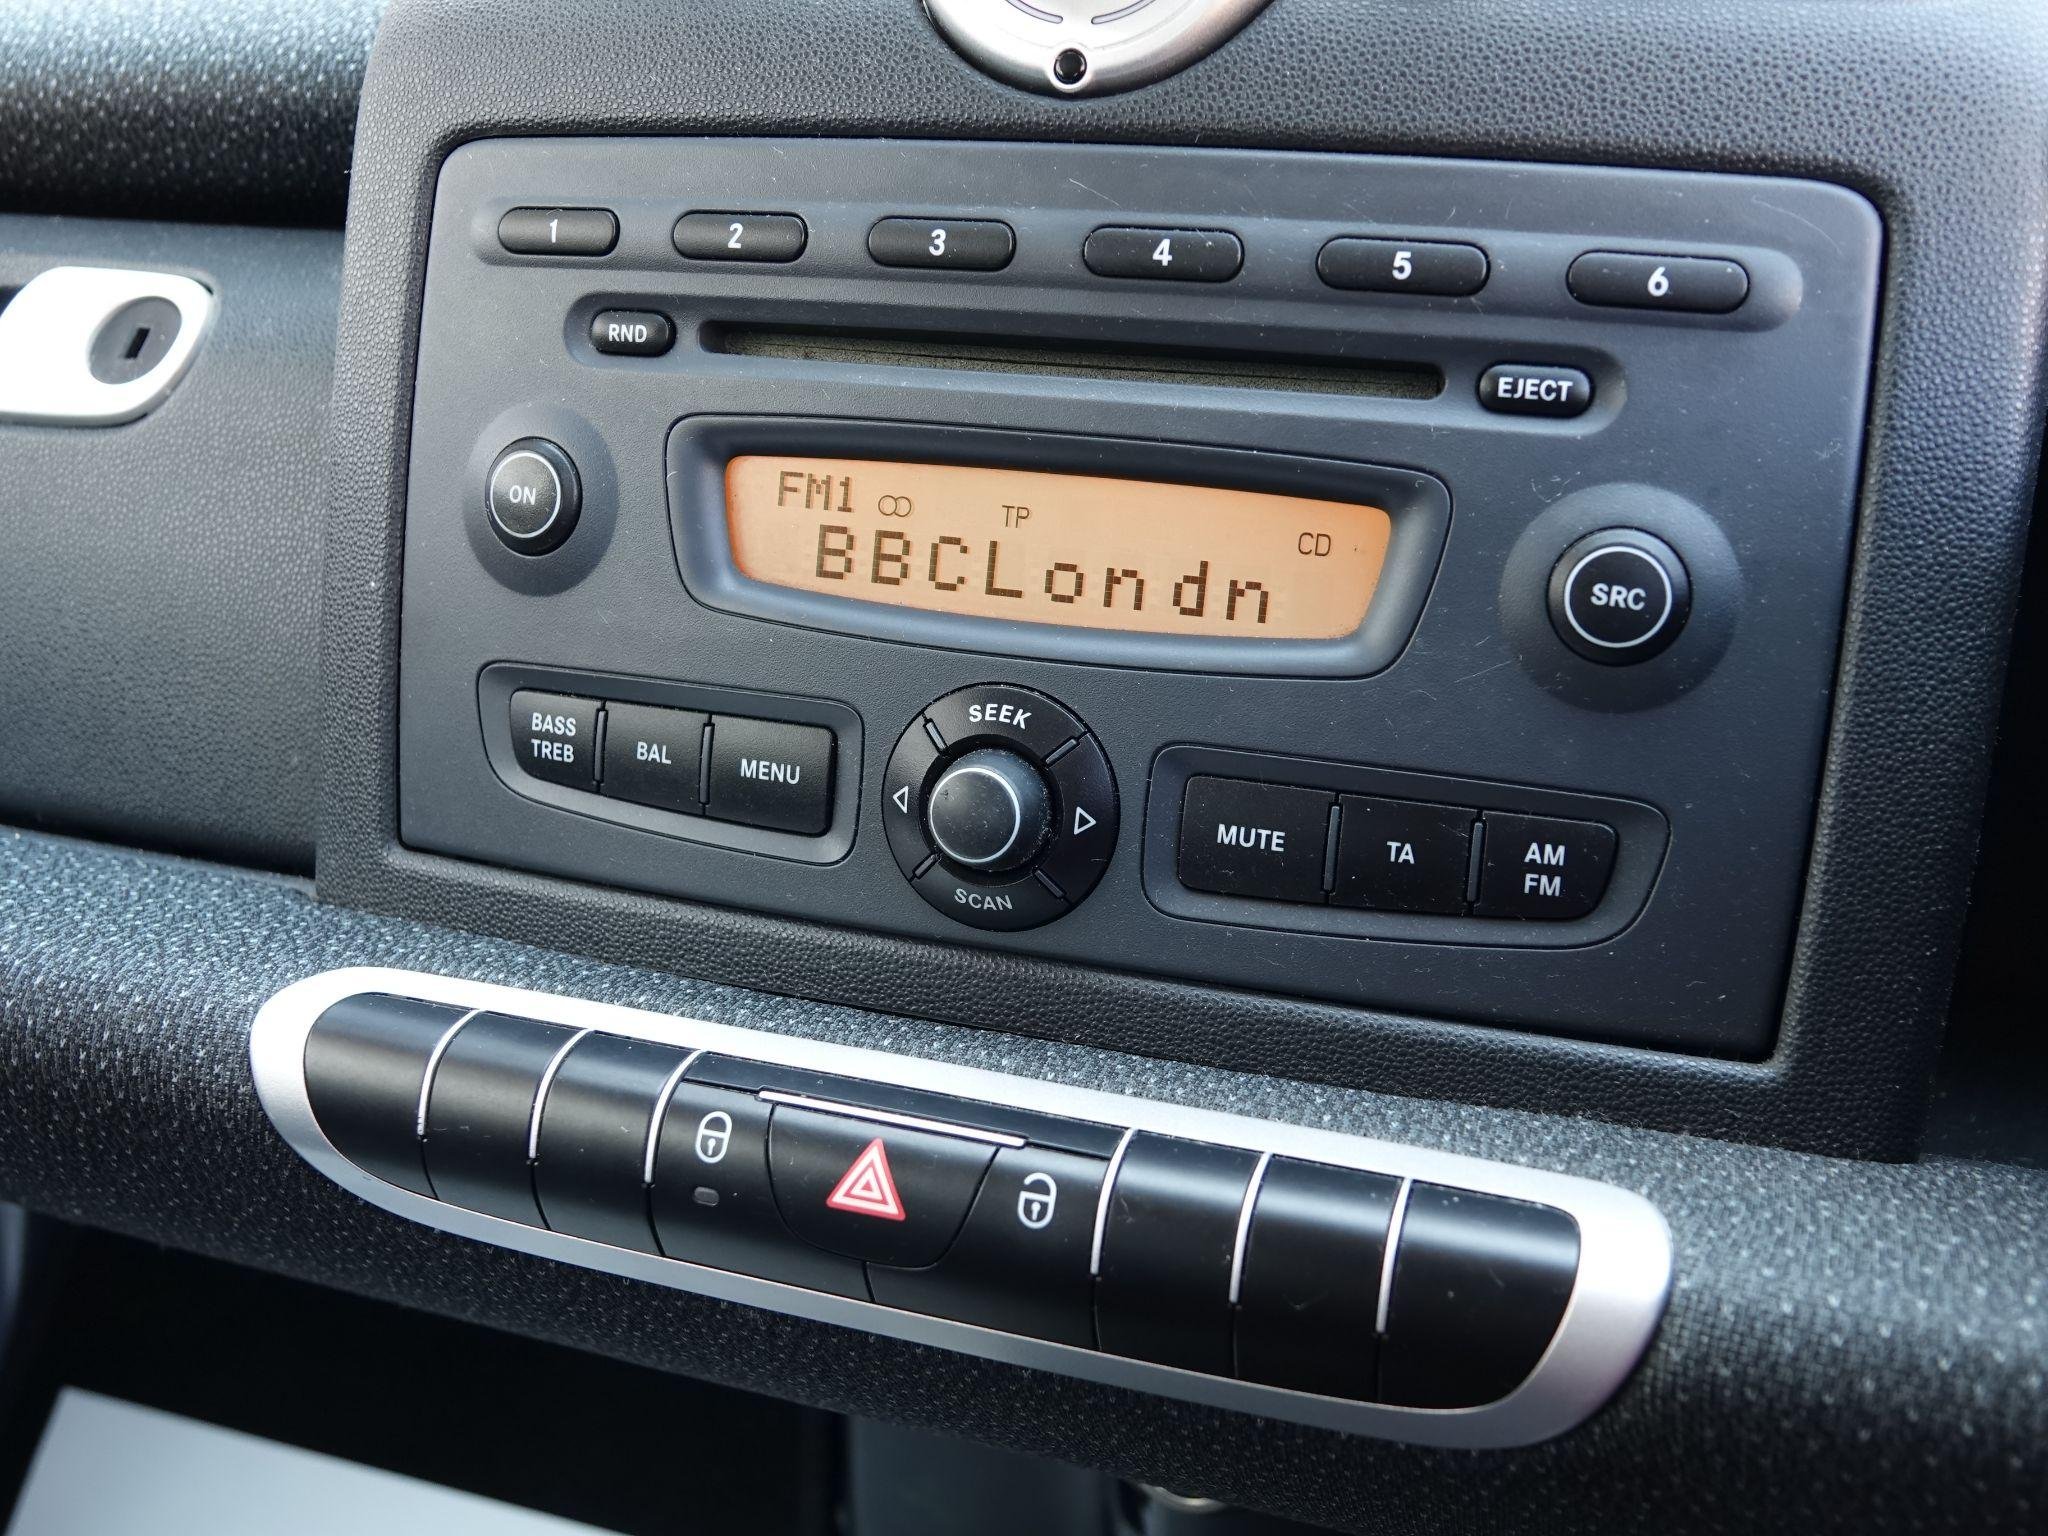 1 2 3 4 5 6
RND EJECT
ON
FM1 TP CD
BBCLondn
SRC
BASS
TREB
BAL
MENU
SEEK
SCAN
MUTE
TA
AM
FM